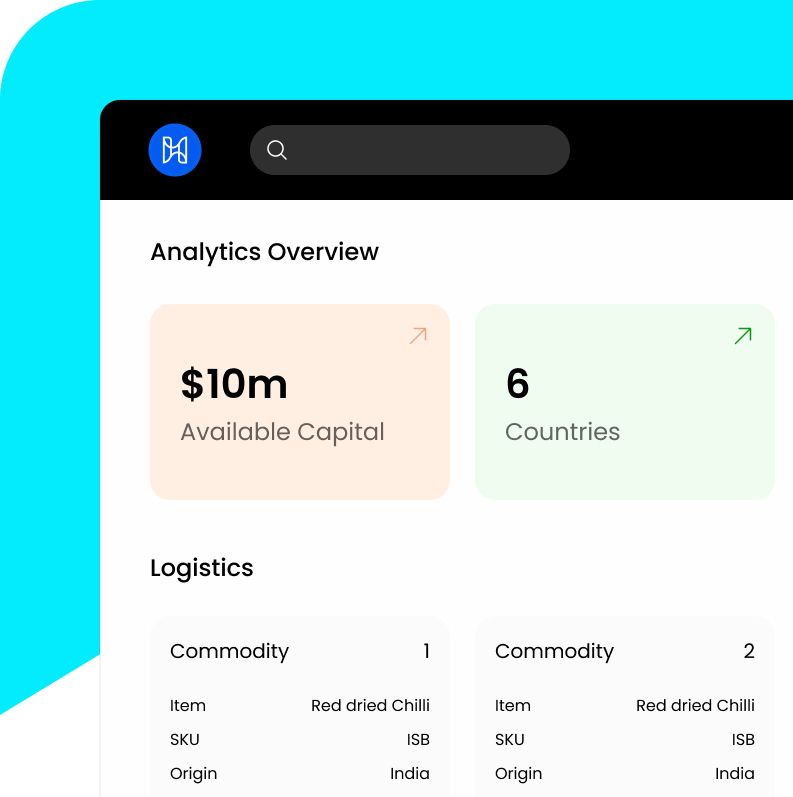 Analytics Overview
$10m
Available Capital
6
Countries
Logistics
Commodity 1
Item Red dried Chilli
SKU ISB
Origin India
Commodity 2
Item Red dried Chilli
SKU ISB
Origin India